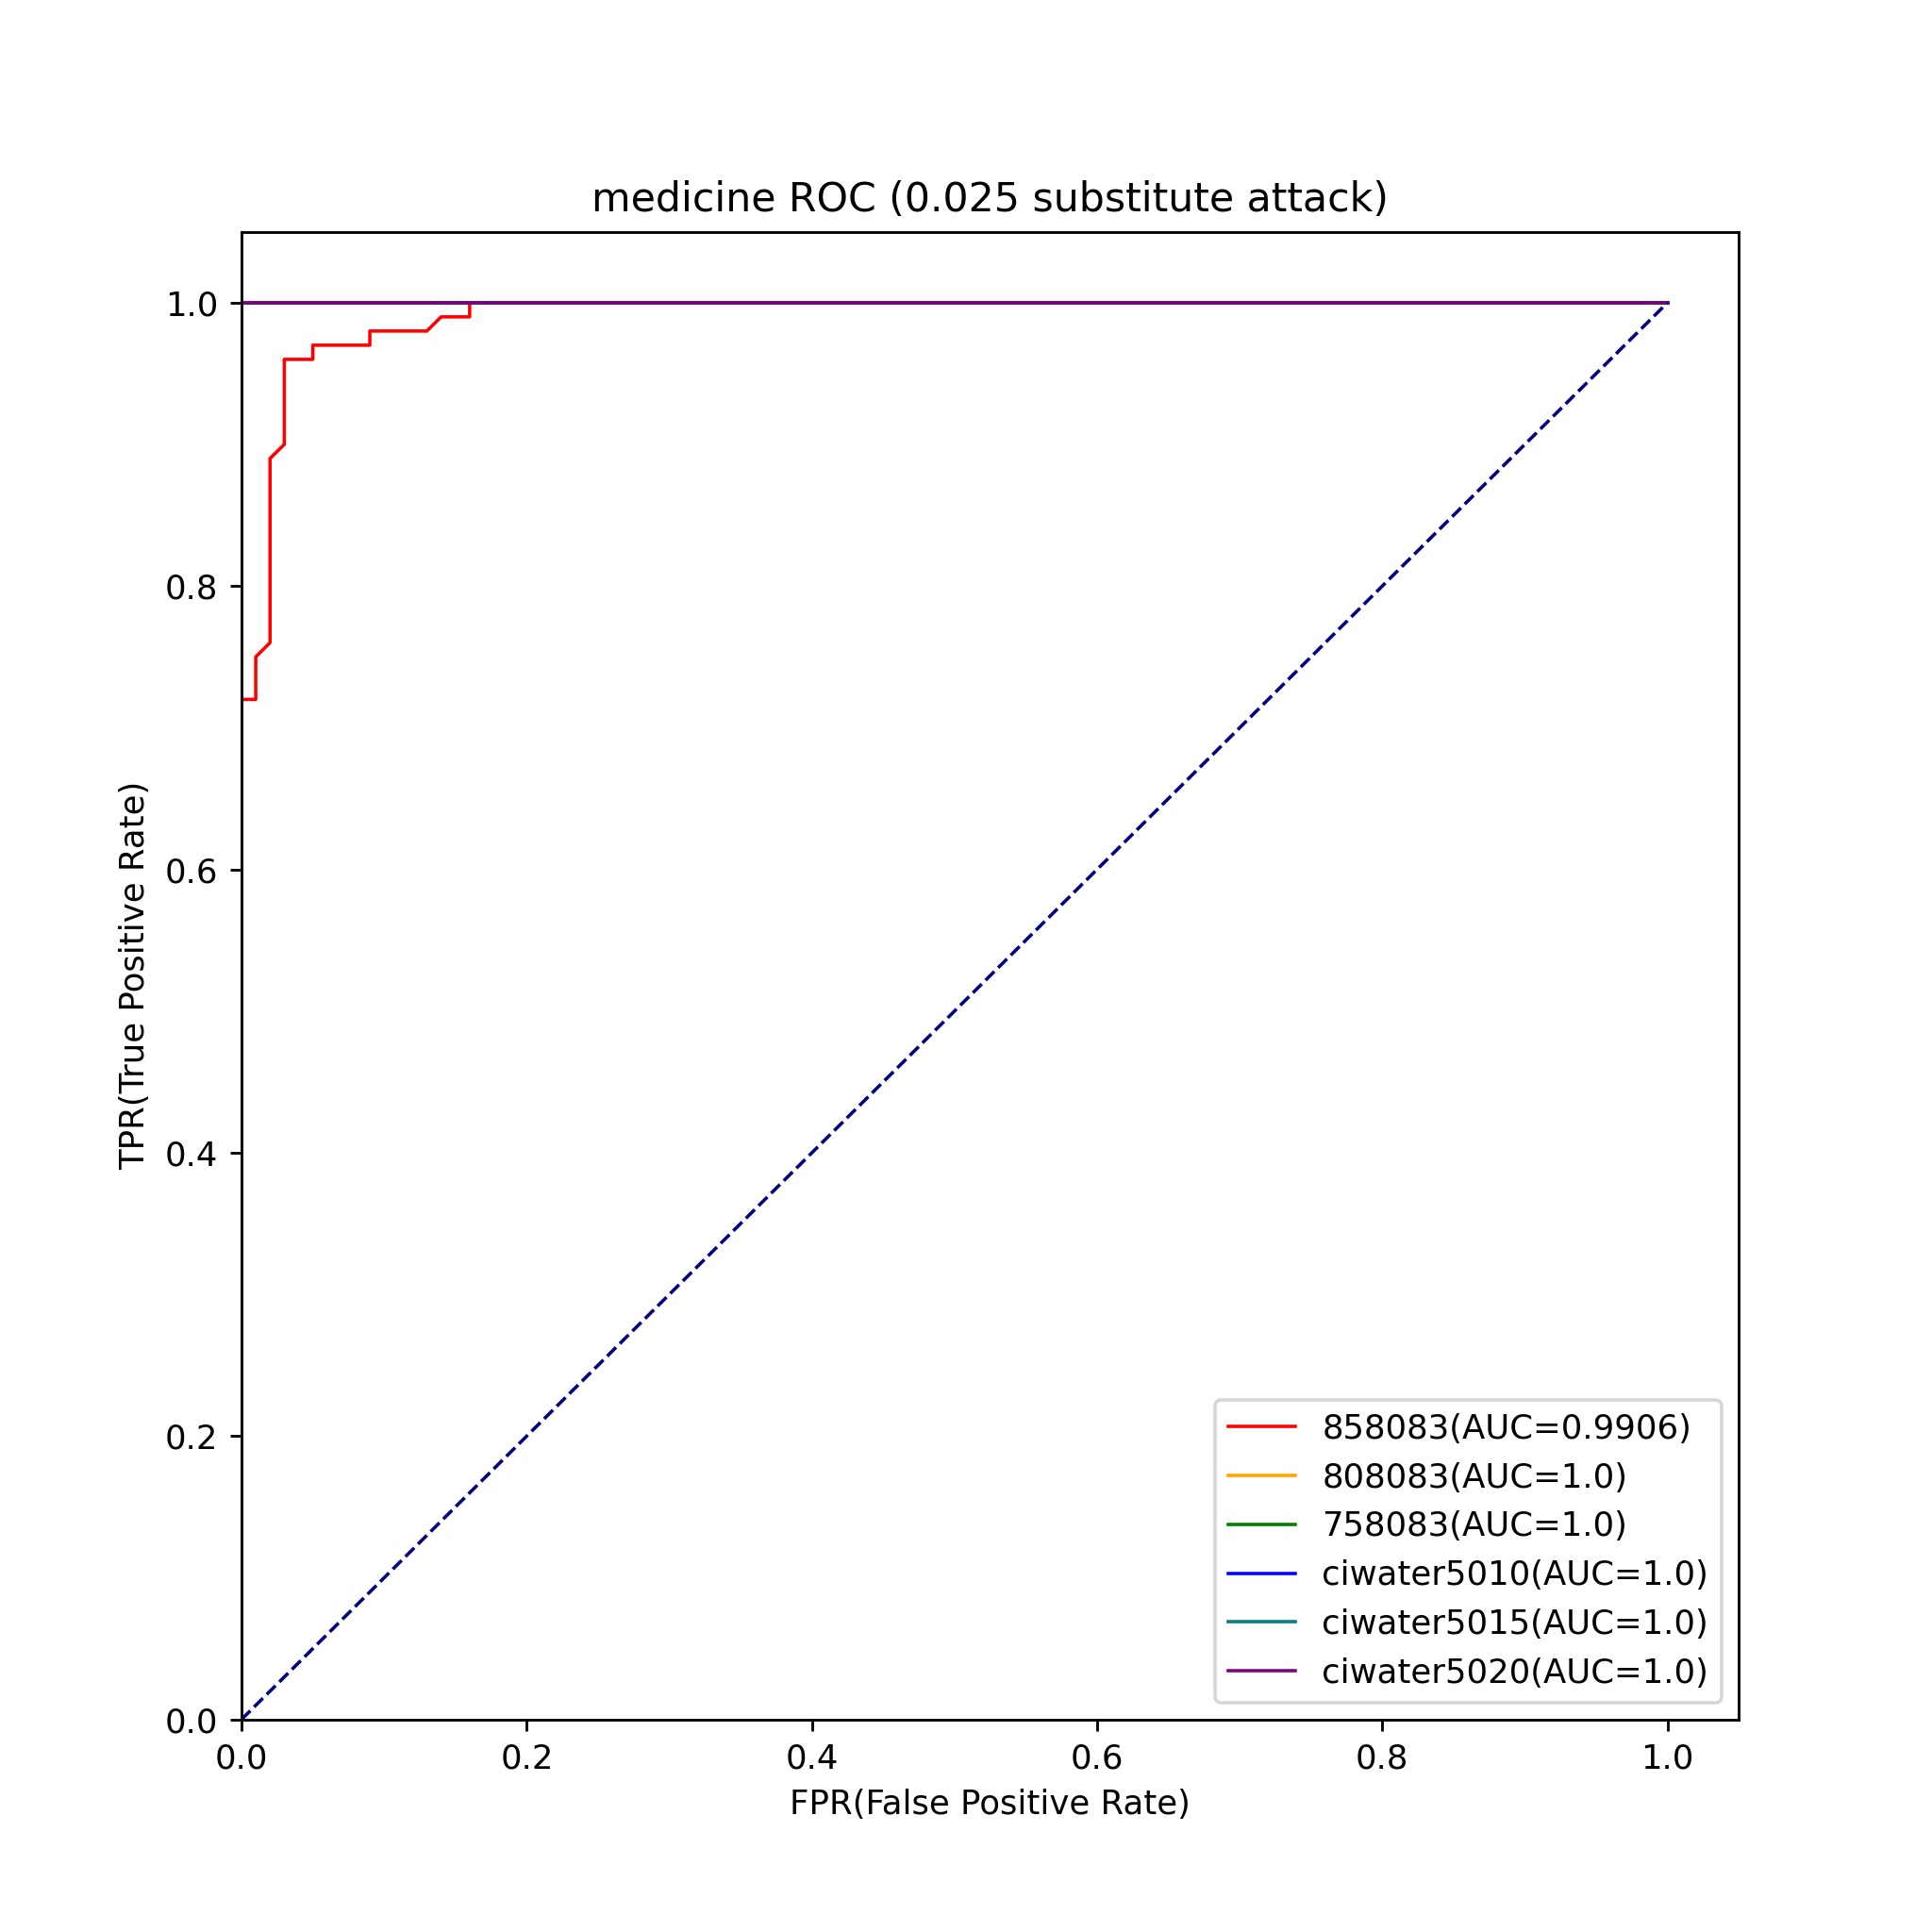 medicine ROC (0.025 substitute attack)
TPR(True Positive Rate)
1.0
0.8
0.6
0.4
0.2
0.0
0.0 0.2 0.4 0.6 0.8 1.0
FPR(False Positive Rate)
858083(AUC=0.9906)
808083(AUC=1.0)
758083(AUC=1.0)
ciwater5010(AUC=1.0)
ciwater5015(AUC=1.0)
ciwater5020(AUC=1.0)